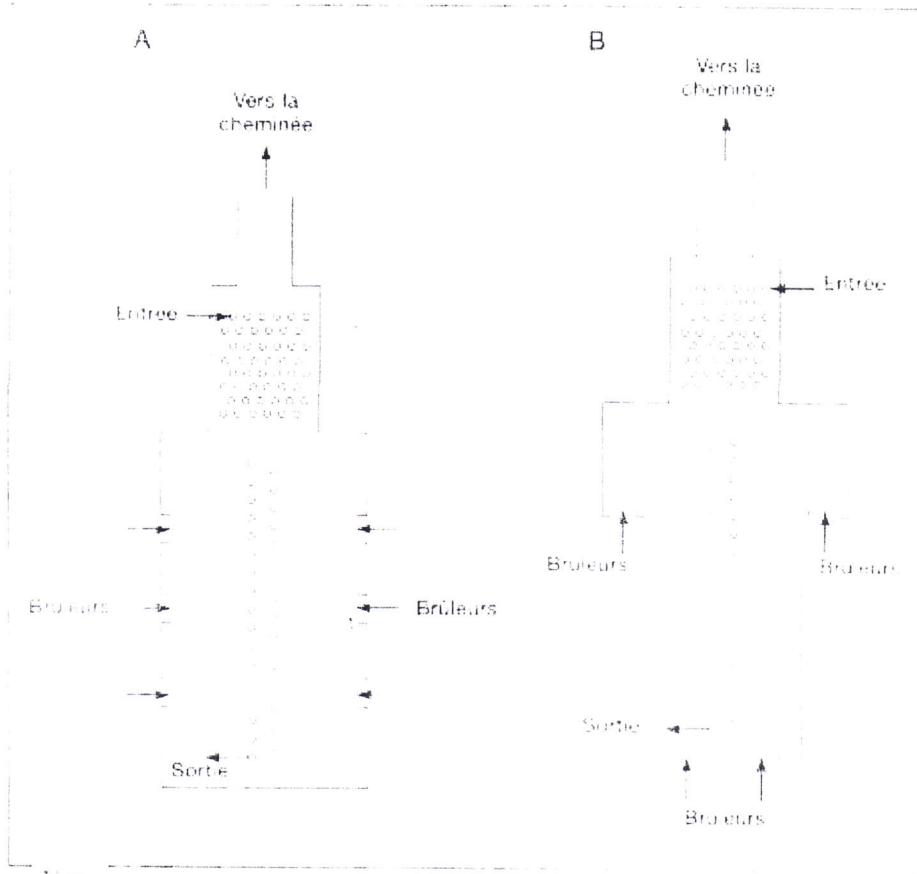 A
Vers la
cheminée
Entrée
Brûleurs
Brûleurs
Sortie
B
Vers la
cheminée
Entrée
Brûleurs
Brûleurs
Sortie
Brûleurs